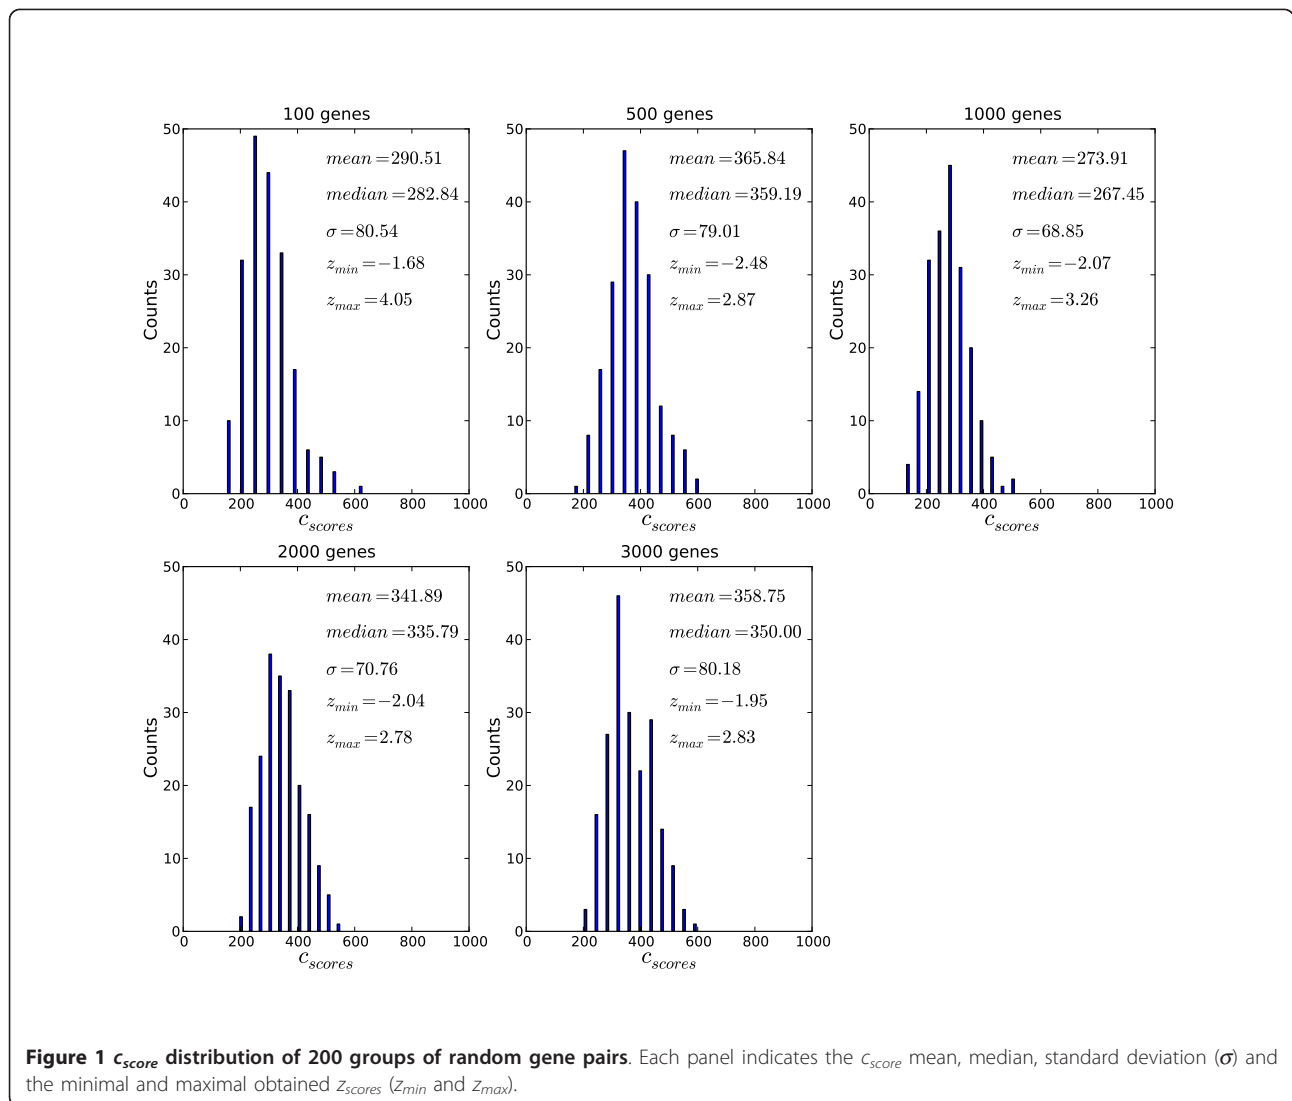 100 genes
50
40
30
20
10
0
Counts
mean=290.51
median=282.84
σ=80.54
z_min=−1.68
z_max=4.05
0 200 400 600 800 1000
c_scores
500 genes
50
40
30
20
10
0
Counts
mean=365.84
median=359.19
σ=79.01
z_min=−2.48
z_max=2.87
0 200 400 600 800 1000
c_scores
1000 genes
50
40
30
20
10
0
Counts
mean=273.91
median=267.45
σ=68.85
z_min=−2.07
z_max=3.26
0 200 400 600 800 1000
c_scores
2000 genes
50
40
30
20
10
0
Counts
mean=341.89
median=335.79
σ=70.76
z_min=−2.04
z_max=2.78
0 200 400 600 800 1000
c_scores
3000 genes
50
40
30
20
10
0
Counts
mean=358.75
median=350.00
σ=80.18
z_min=−1.95
z_max=2.83
0 200 400 600 800 1000
c_scores
Figure 1 c_score distribution of 200 groups of random gene pairs. Each panel indicates the c_score mean, median, standard deviation (σ) and
the minimal and maximal obtained z_scores (z_min and z_max).